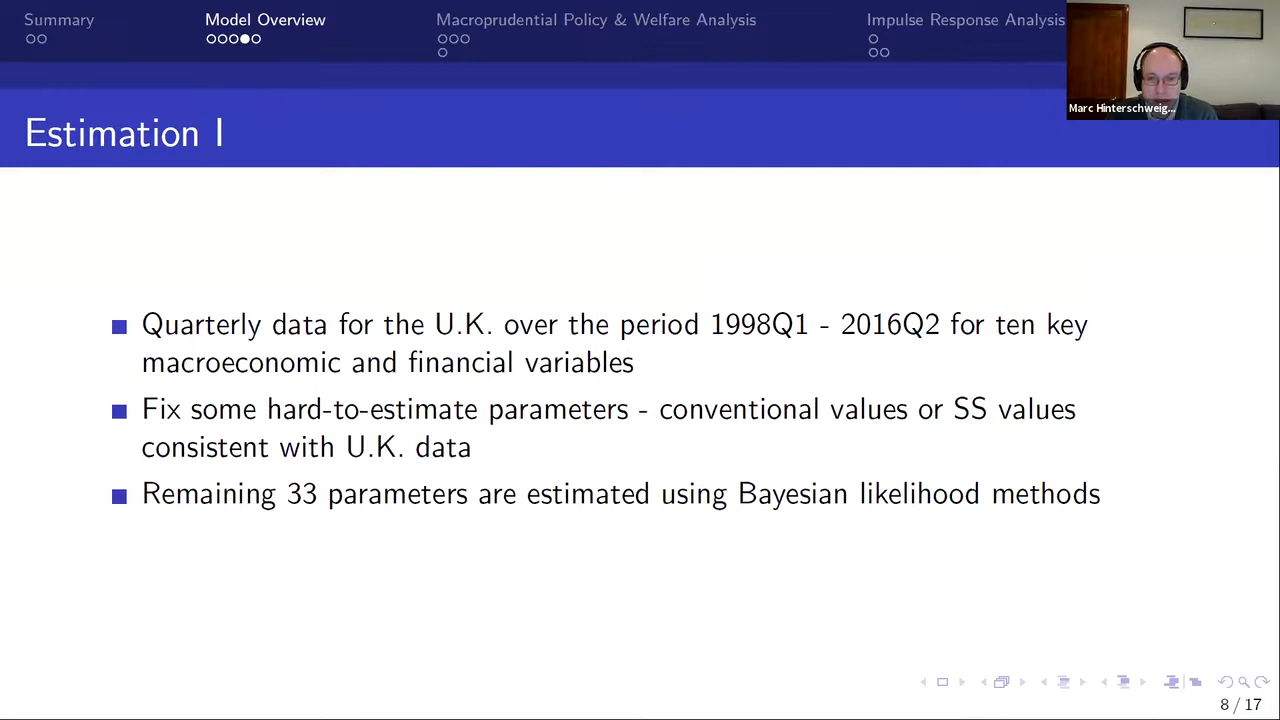 Summary
Model Overview
Macroprudential Policy & Welfare Analysis
Impulse Response Analysis
Marc Hinterschweig...
Estimation I
Quarterly data for the U.K. over the period 1998Q1 - 2016Q2 for ten key
macroeconomic and financial variables
Fix some hard-to-estimate parameters - conventional values or SS values
consistent with U.K. data
Remaining 33 parameters are estimated using Bayesian likelihood methods
8 / 17